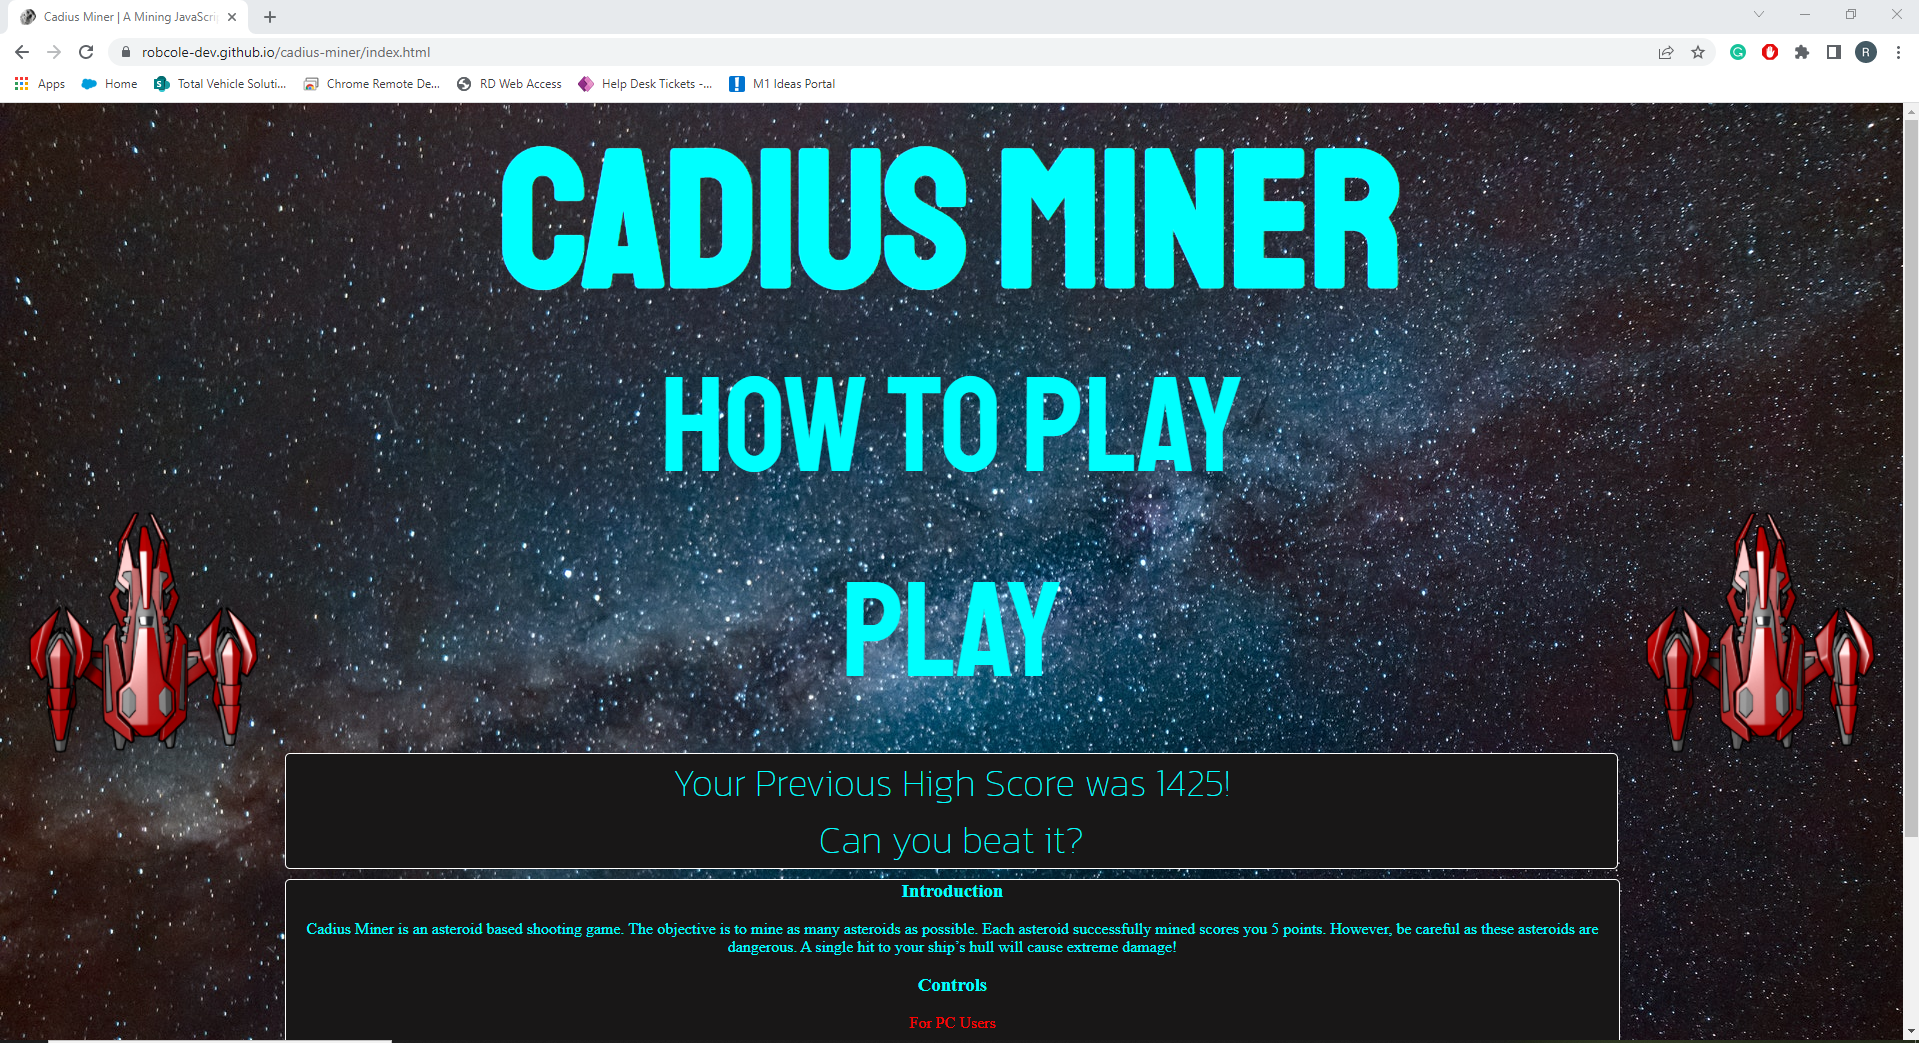 Cadius Miner | A Mining JavaScri
robcole-dev.github.io/cadius-miner/index.html
R
Apps
Home
Total Vehicle Soluti...
Chrome Remote De...
RD Web Access
Help Desk Tickets -...
M1 Ideas Portal
CADIUS MINER
HOW TO PLAY
PLAY
Your Previous High Score was 1425!
Can you beat it?
Introduction
Cadius Miner is an asteroid based shooting game. The objective is to mine as many asteroids as possible. Each asteroid successfully mined scores you 5 points. However, be careful as these asteroids are
dangerous. A single hit to your ship’s hull will cause extreme damage!
Controls
For PC Users